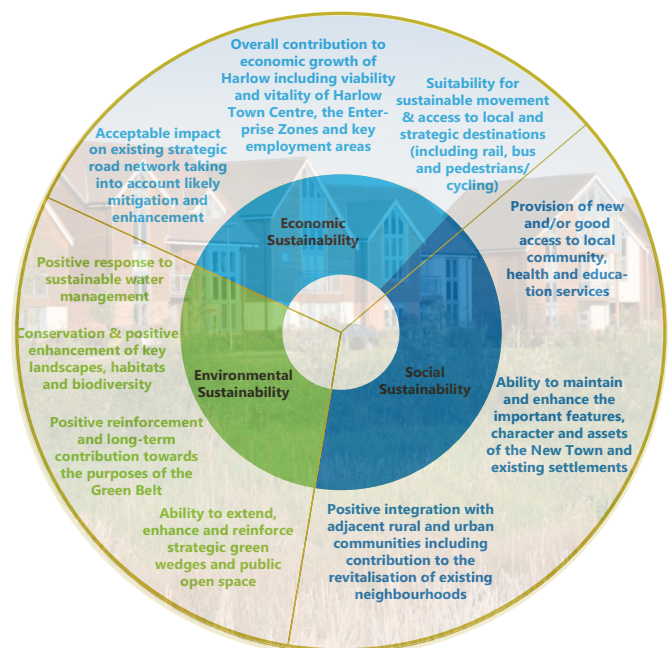 Overall contribution to
economic growth of
Harlow including viability
and vitality of Harlow
Town Centre, the Enter-
prise Zones and key
employment areas
Suitability for
sustainable movement
& access to local and
strategic destinations
(including rail, bus
and pedestrians/
cycling)
Acceptable impact
on existing strategic
road network taking
into account likely
mitigation and
enhancement
Economic
Sustainability
Provision of new
and/or good
access to local
community,
health and educa-
tion services
Positive response to
sustainable water
management
Conservation & positive
enhancement of key
landscapes, habitats
and biodiversity
Environmental
Sustainability
Social
Sustainability
Ability to maintain
and enhance the
important features,
character and assets
of the New Town and
existing settlements
Positive reinforcement
and long-term
contribution towards
the purposes of the
Green Belt
Ability to extend,
enhance and reinforce
strategic green
wedges and public
open space
Positive integration with
adjacent rural and urban
communities including
contribution to the
revitalisation of existing
neighbourhoods